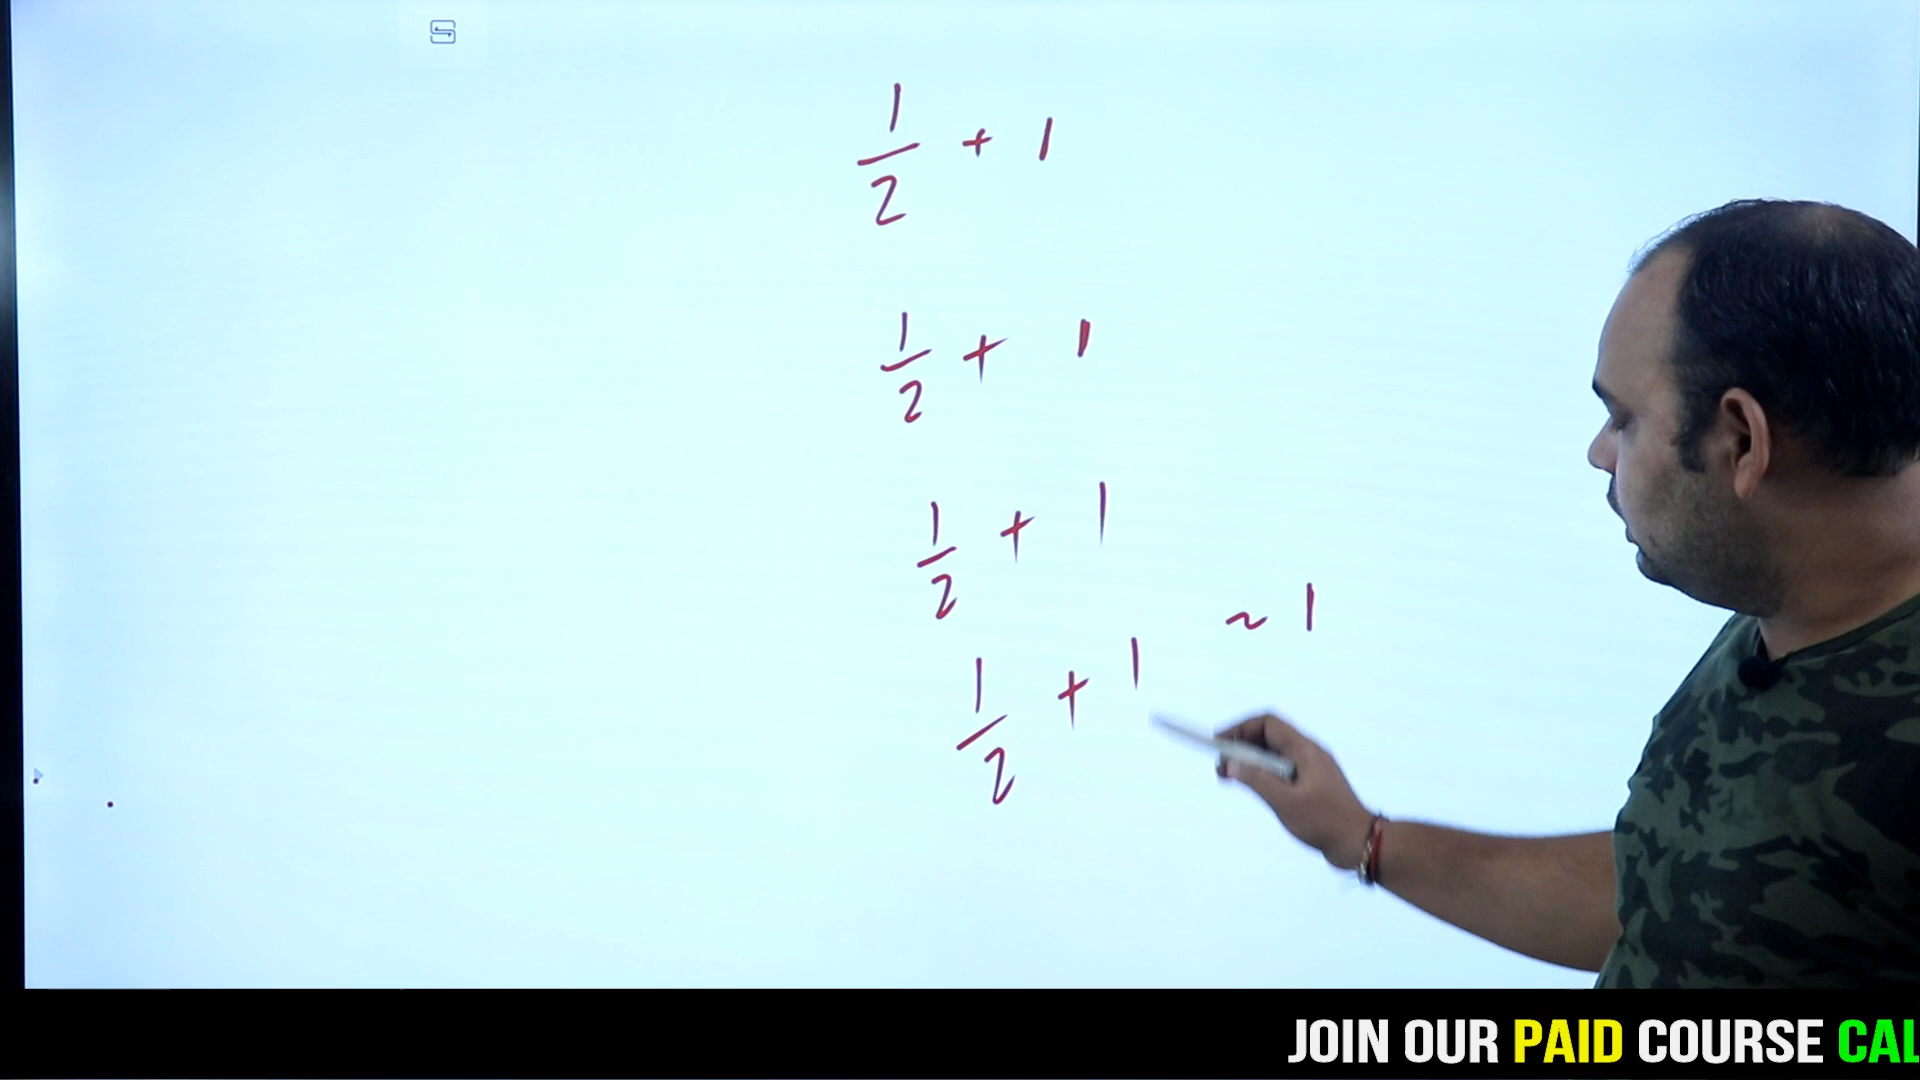 1/2 + 1
1/2 + 1
1/2 + 1
~ 1
1/2 + 1
JOIN OUR PAID COURSE CAL